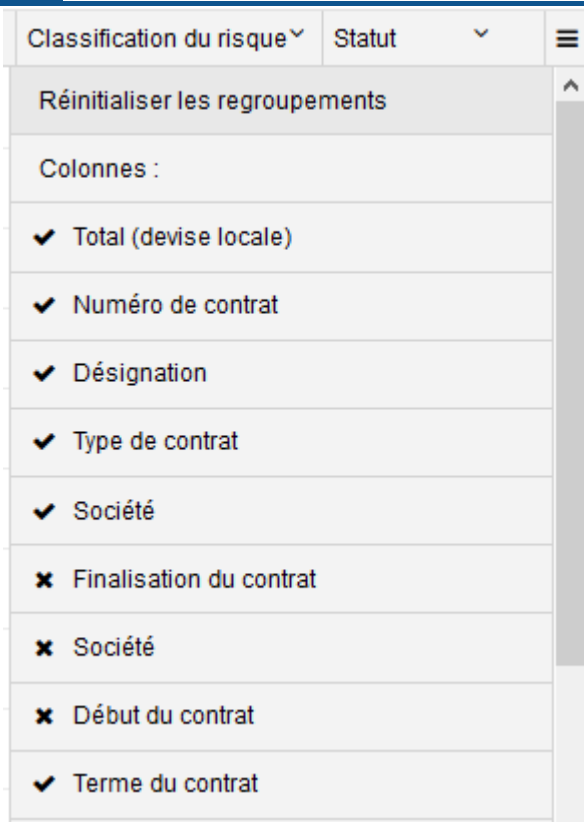 Classification du risque Statut
Réinitialiser les regroupements
Colonnes :
Total (devise locale)
Numéro de contrat
Désignation
Type de contrat
Société
Finalisation du contrat
Société
Début du contrat
Terme du contrat